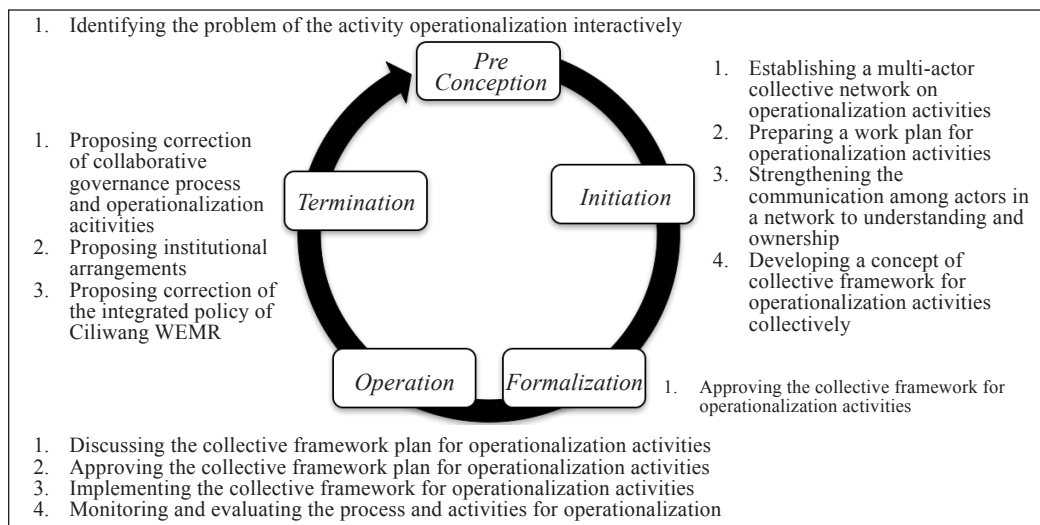 1. Identifying the problem of the activity operationalization interactively
Pre
Conception
1. Establishing a multi-actor
collective network on
operationalization activities
2. Preparing a work plan for
operationalization activities
3. Strengthening the
communication among actors in
a network to understanding and
ownership
4. Developing a concept of
collective framework for
operationalization activities
collectively
Initiation
1. Proposing correction
of collaborative
governance process
and operationalization
acitivities
2. Proposing institutional
arrangements
3. Proposing correction of
the integrated policy of
Ciliwang WEMR
Termination
Operation
Formalization
1. Approving the collective framework for
operationalization activities
1. Discussing the collective framework plan for operationalization activities
2. Approving the collective framework plan for operationalization activities
3. Implementing the collective framework for operationalization activities
4. Monitoring and evaluating the process and activities for operationalization